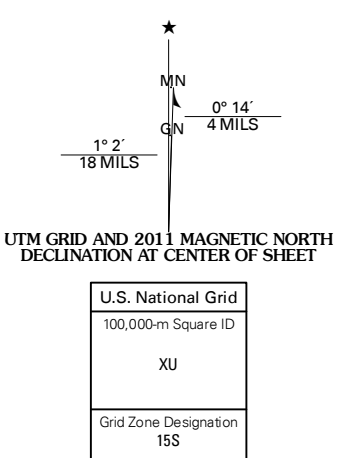 ★
MN
0° 14´
4 MILS
GN
1° 2´
18 MILS
UTM GRID AND 2011 MAGNETIC NORTH
DECLINATION AT CENTER OF SHEET
U.S. National Grid
100,000-m Square ID
XU
Grid Zone Designation
15S